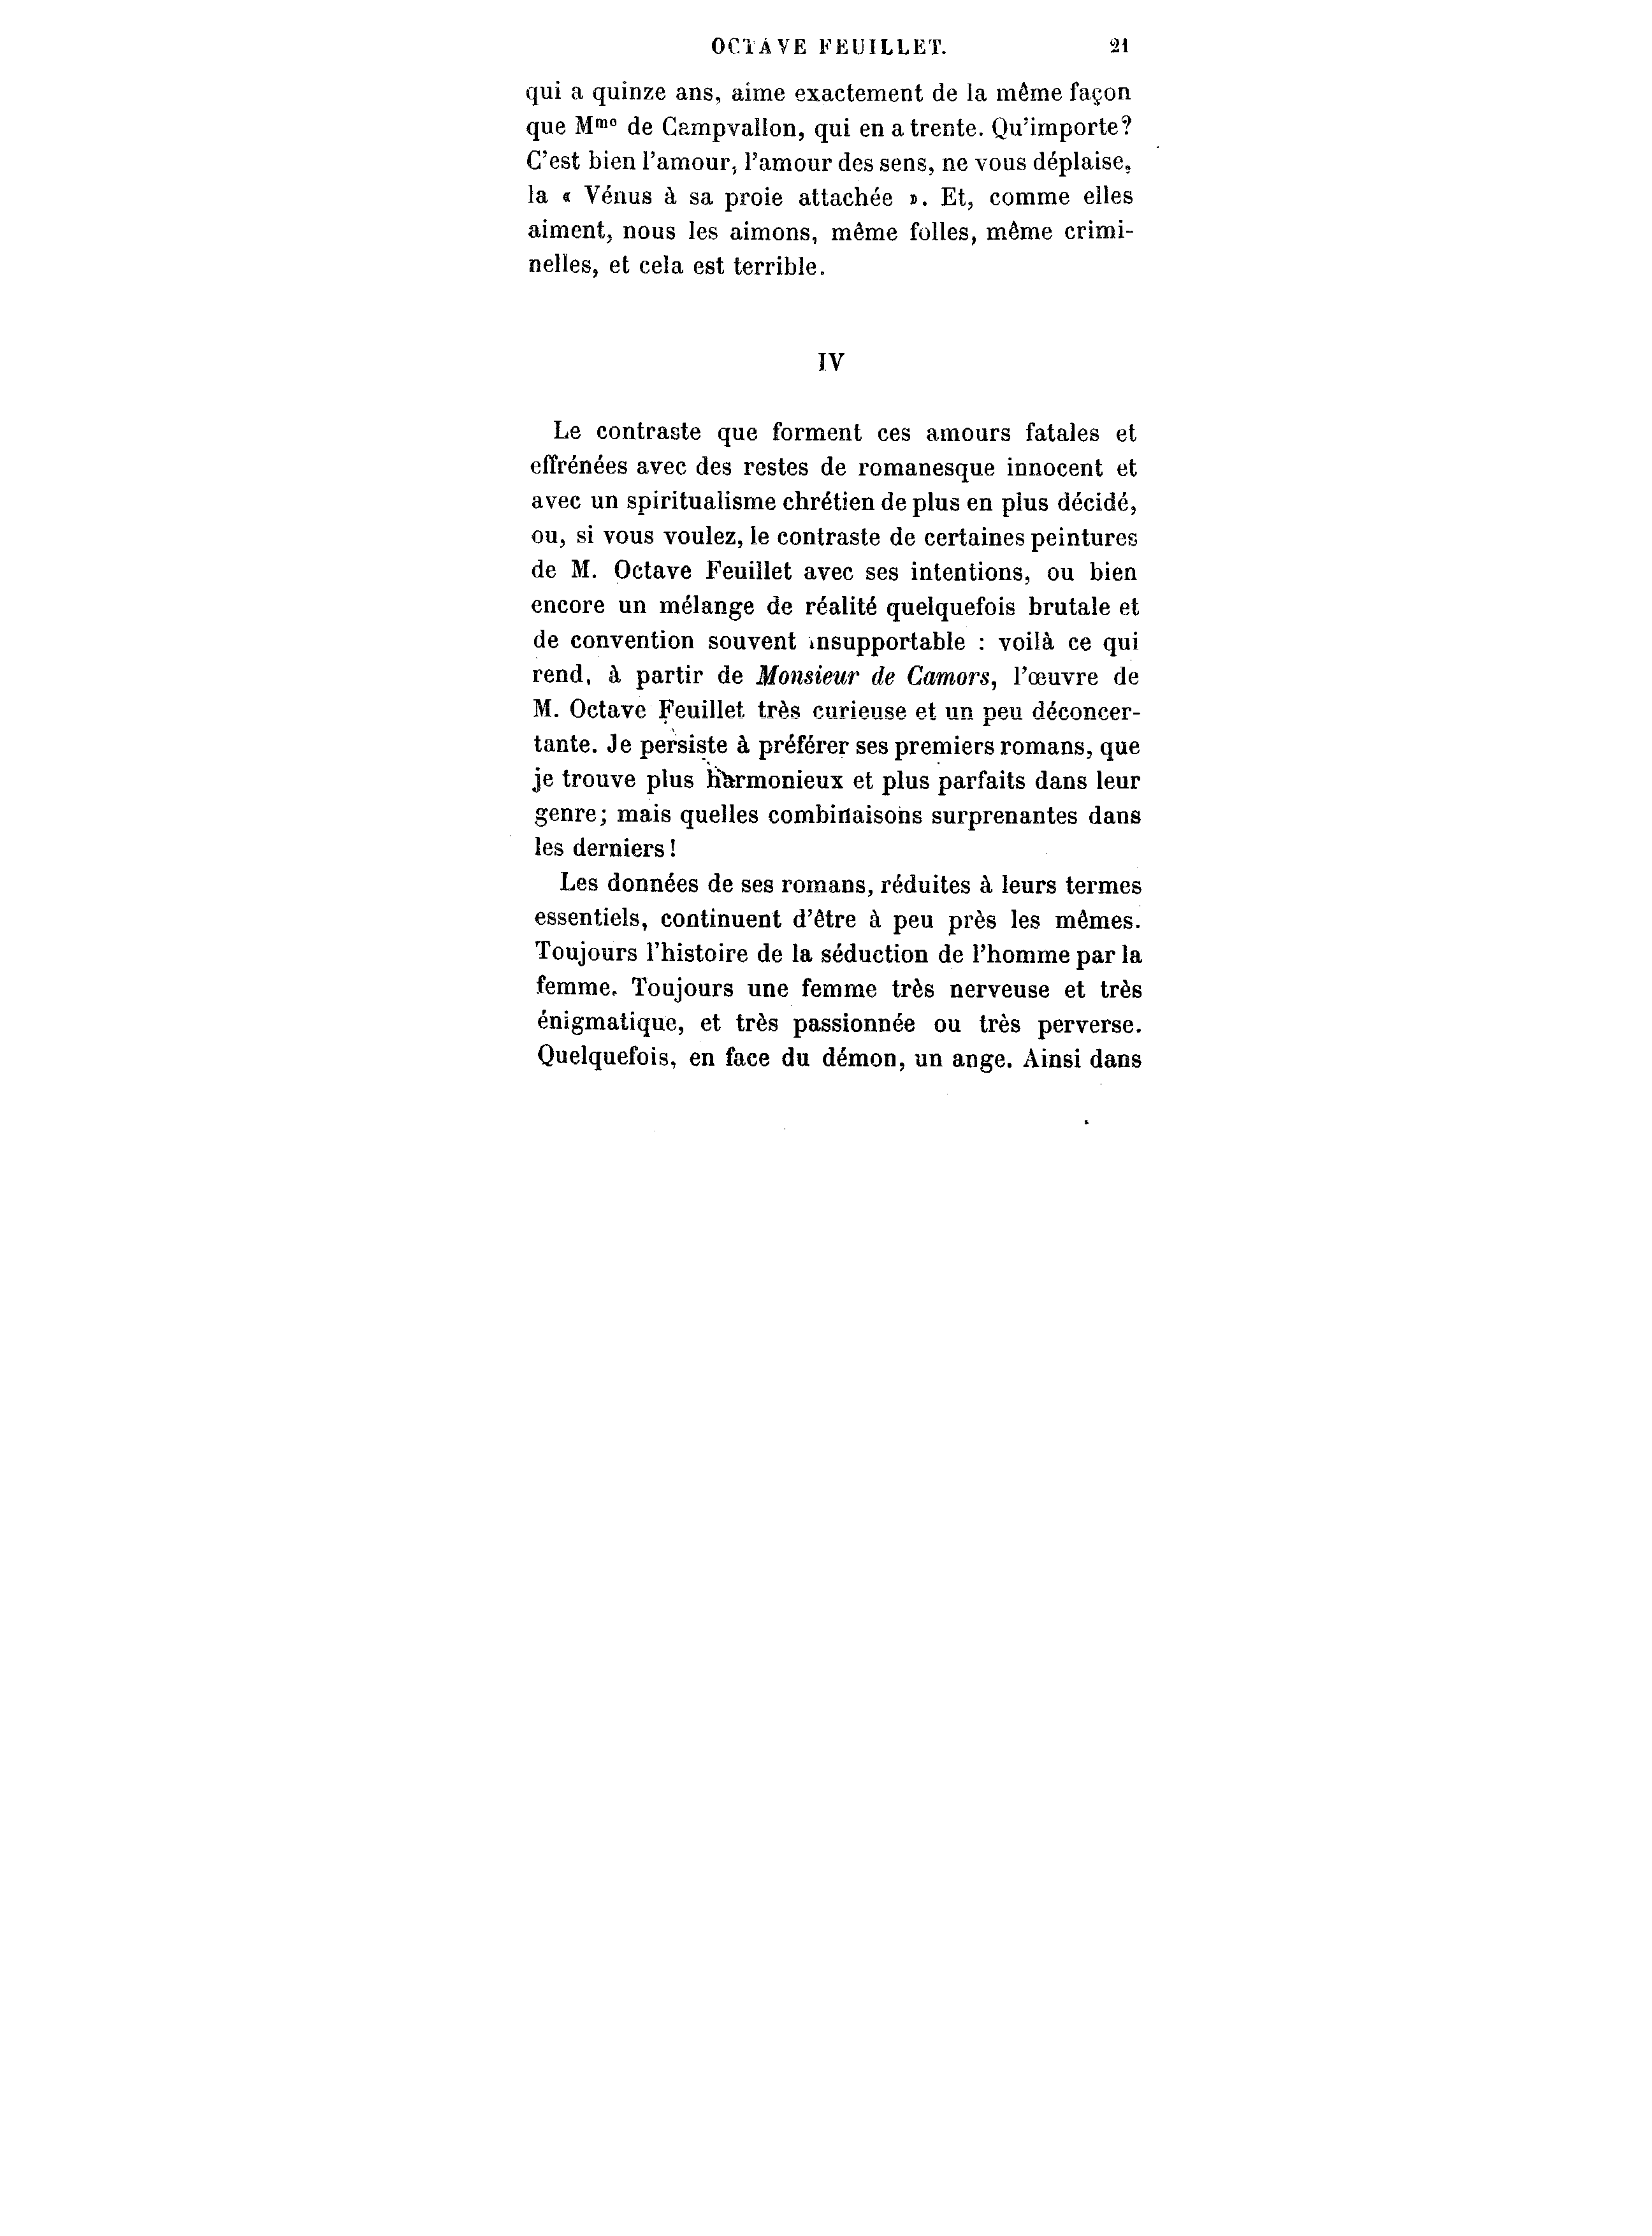 OCTAVE FEUILLET. 21
qui a quinze ans, aime exactement de la même façon
que Mme de Campvallon, qui en a trente. Qu'importe?
C'est bien l'amour, l'amour des sens, ne vous déplaise,
la « Vénus à sa proie attachée ». Et, comme elles
aiment, nous les aimons, même folles, même crimi-
nelles, et cela est terrible.
IV
Le contraste que forment ces amours fatales et
effrénées avec des restes de romanesque innocent et
avec un spiritualisme chrétien de plus en plus décidé,
ou, si vous voulez, le contraste de certaines peintures
de M. Octave Feuillet avec ses intentions, ou bien
encore un mélange de réalité quelquefois brutale et
de convention souvent insupportable : voilà ce qui
rend, à partir de Monsieur de Camors, l'œuvre de
M. Octave Feuillet très curieuse et un peu déconcer-
tante. Je persiste à préférer ses premiers romans, que
je trouve plus harmonieux et plus parfaits dans leur
genre; mais quelles combinaisons surprenantes dans
les derniers !
Les données de ses romans, réduites à leurs termes
essentiels, continuent d'être à peu près les mêmes.
Toujours l'histoire de la séduction de l'homme par la
femme. Toujours une femme très nerveuse et très
énigmatique, et très passionnée ou très perverse.
Quelquefois, en face du démon, un ange. Ainsi dans